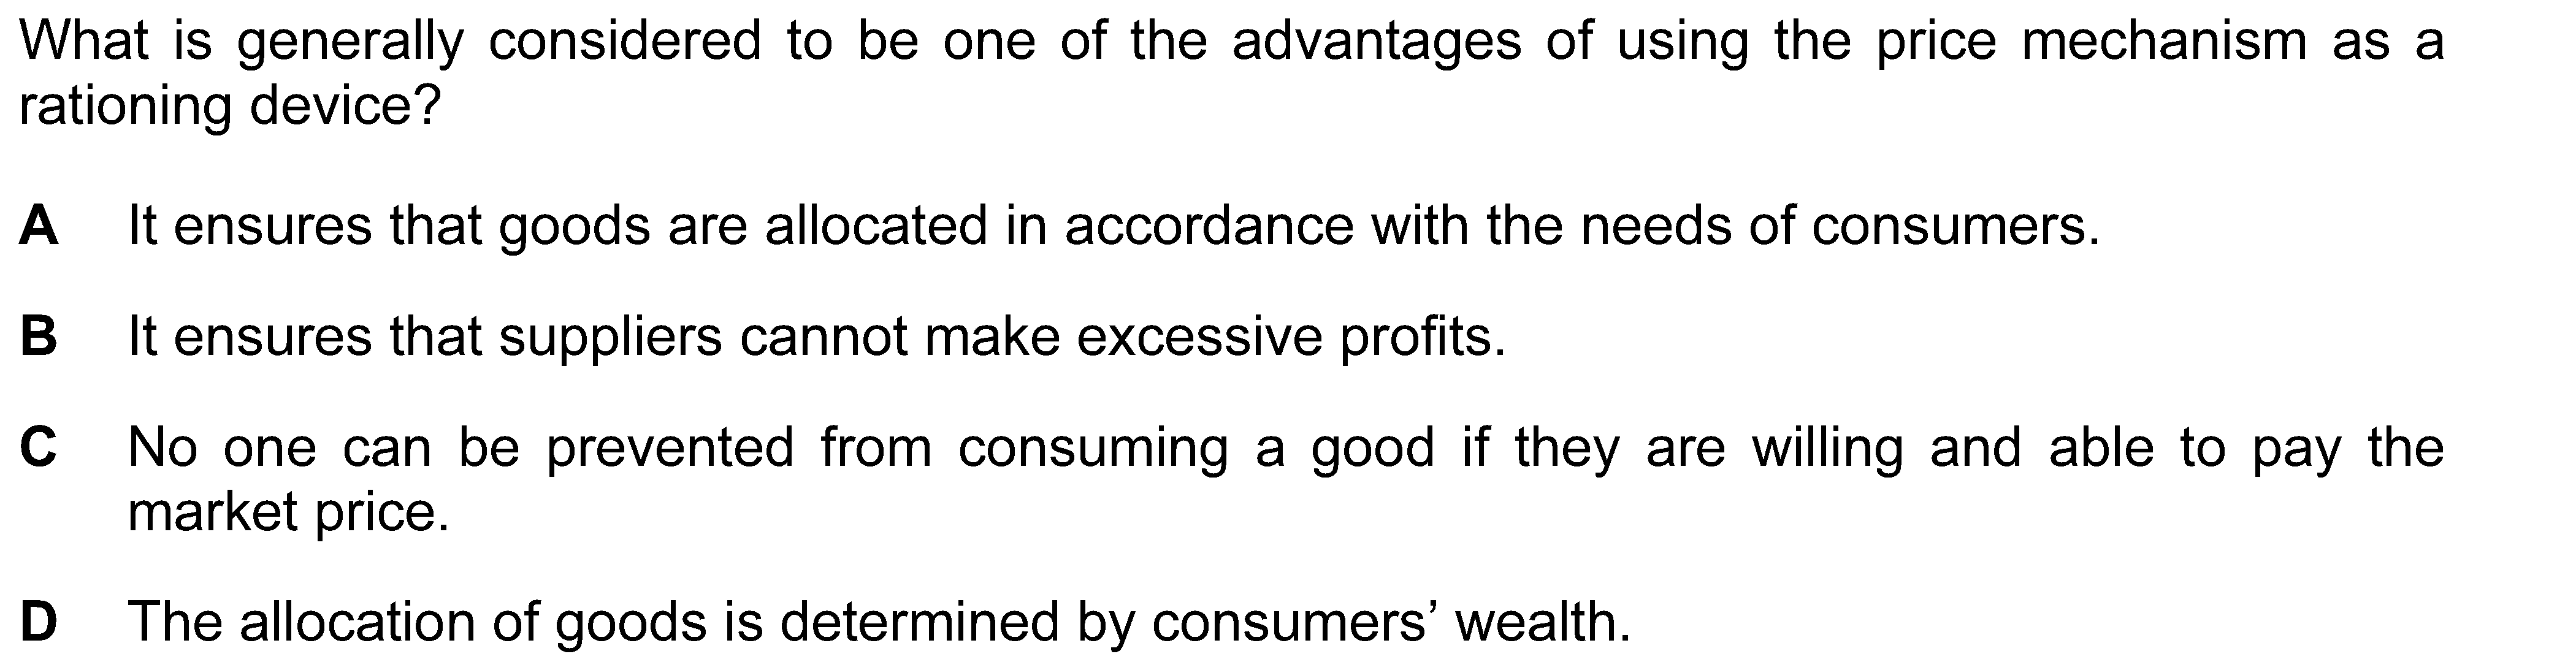 What is generally considered to be one of the advantages of using the price mechanism as a
rationing device?
A It ensures that goods are allocated in accordance with the needs of consumers.
B It ensures that suppliers cannot make excessive profits.
C No one can be prevented from consuming a good if they are willing and able to pay the
market price.
D The allocation of goods is determined by consumers’ wealth.